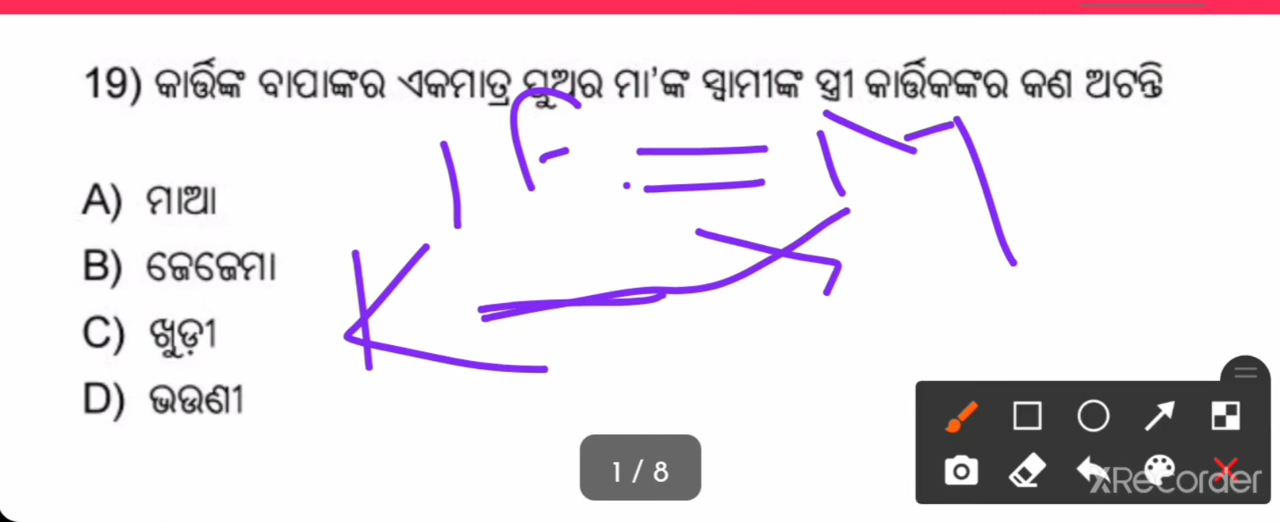 19) କାର୍ତ୍ତିଙ୍କ ବାପାଙ୍କର ଏକମାତ୍ର ପୁଅର ମା'ଙ୍କ ସ୍ଵାମୀଙ୍କ ସ୍ତ୍ରୀ କାର୍ତ୍ତିକଙ୍କର କଣ ଅଟନ୍ତି
A) ମାଆ
B) ଜେଜେମା
C) ଖୁଡ଼ୀ
D) ଭଉଣୀ
1 / 8
XRecorder